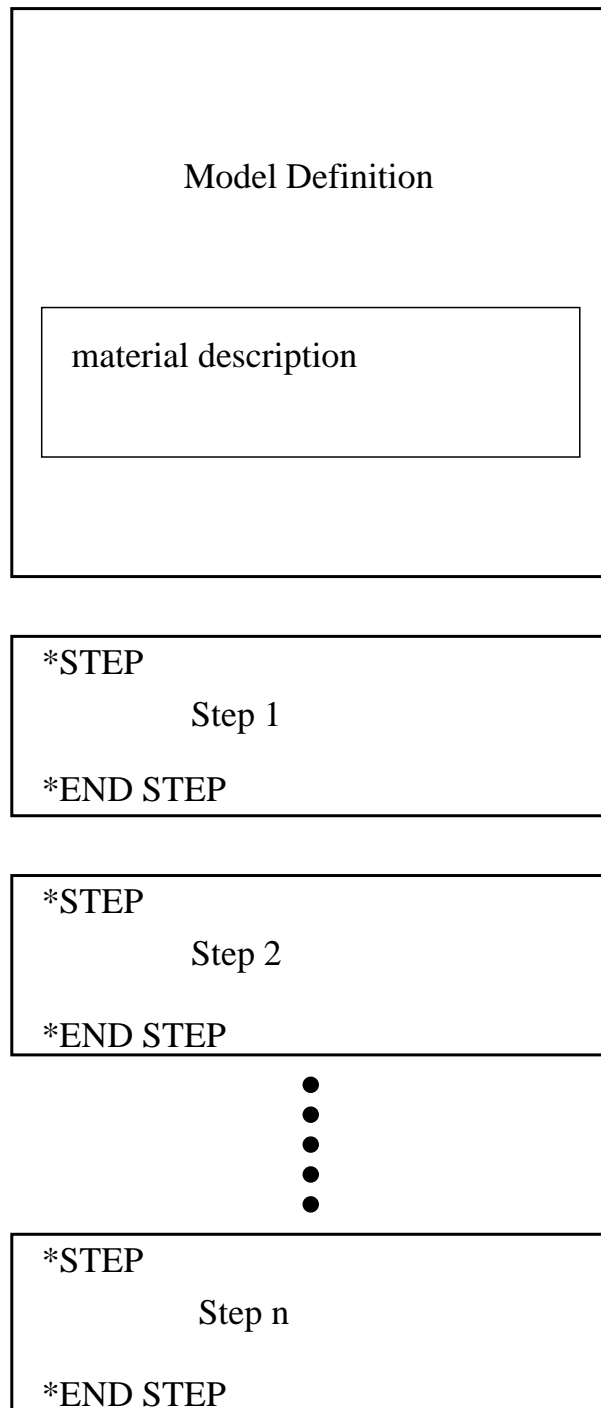 Model Definition
material description
*STEP
Step 1
*END STEP
*STEP
Step 2
*END STEP
*STEP
Step n
*END STEP